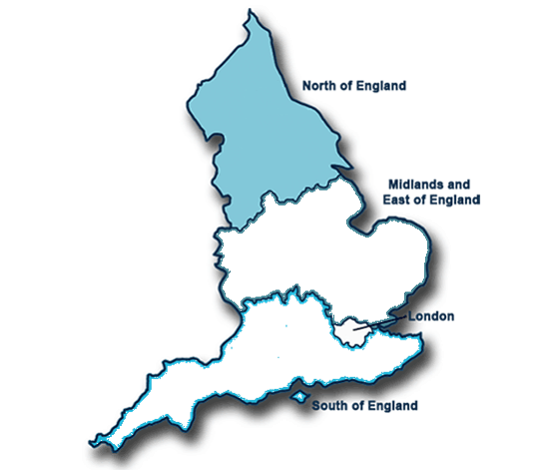 North of England
Midlands and
East of England
London
South of England